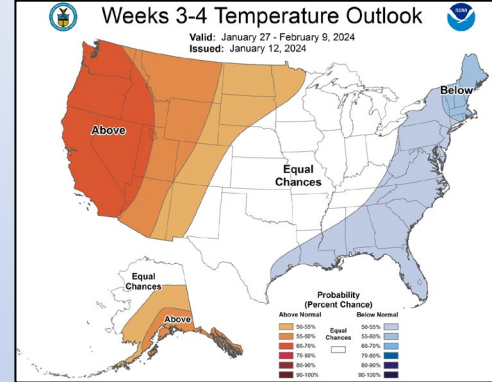 Weeks 3-4 Temperature Outlook
Valid: January 27 - February 9, 2024
Issued: January 12, 2024
NOAA
Above
Equal
Chances
Below
Equal
Chances
Above
Probability
(Percent Chance)
Above Normal
Below Normal
Equal
Chances
50-55%
55-60%
60-70%
70-80%
80-90%
90-100%
50-55%
55-60%
60-70%
70-80%
80-90%
90-100%